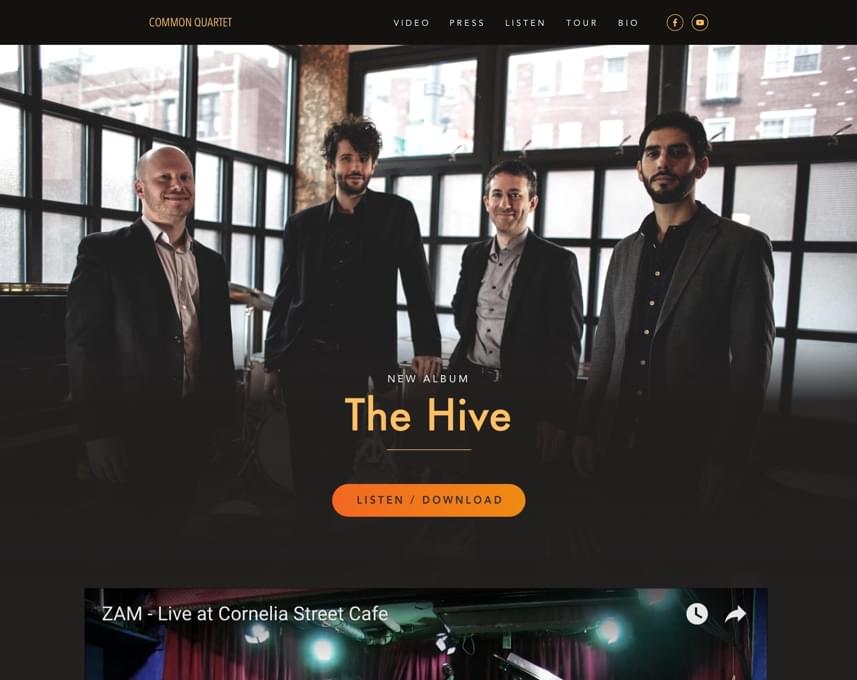 COMMON QUARTET
VIDEO PRESS LISTEN TOUR BIO
NEW ALBUM
The Hive
LISTEN / DOWNLOAD
ZAM - Live at Cornelia Street Cafe